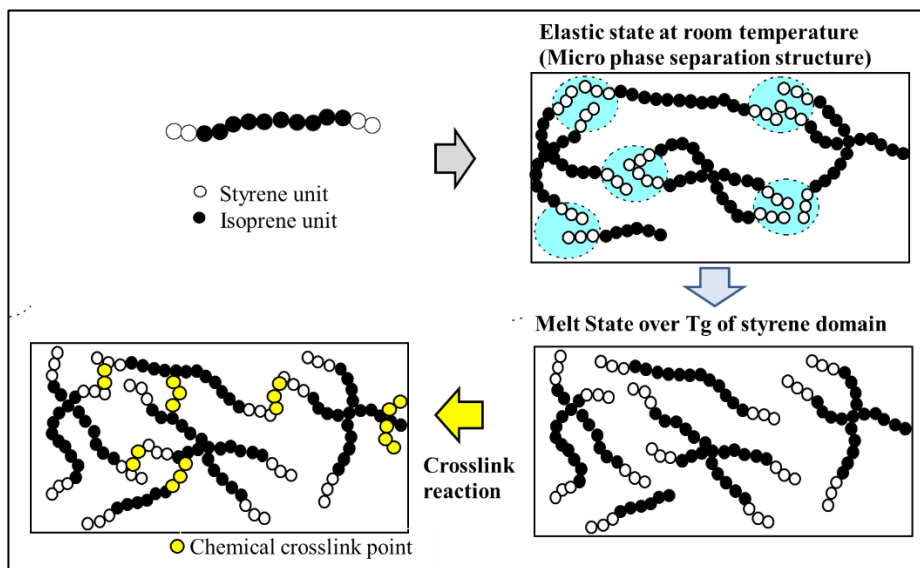 Elastic state at room temperature
(Micro phase separation structure)
Styrene unit
Isoprene unit
Melt State over Tg of styrene domain
Crosslink
reaction
Chemical crosslink point